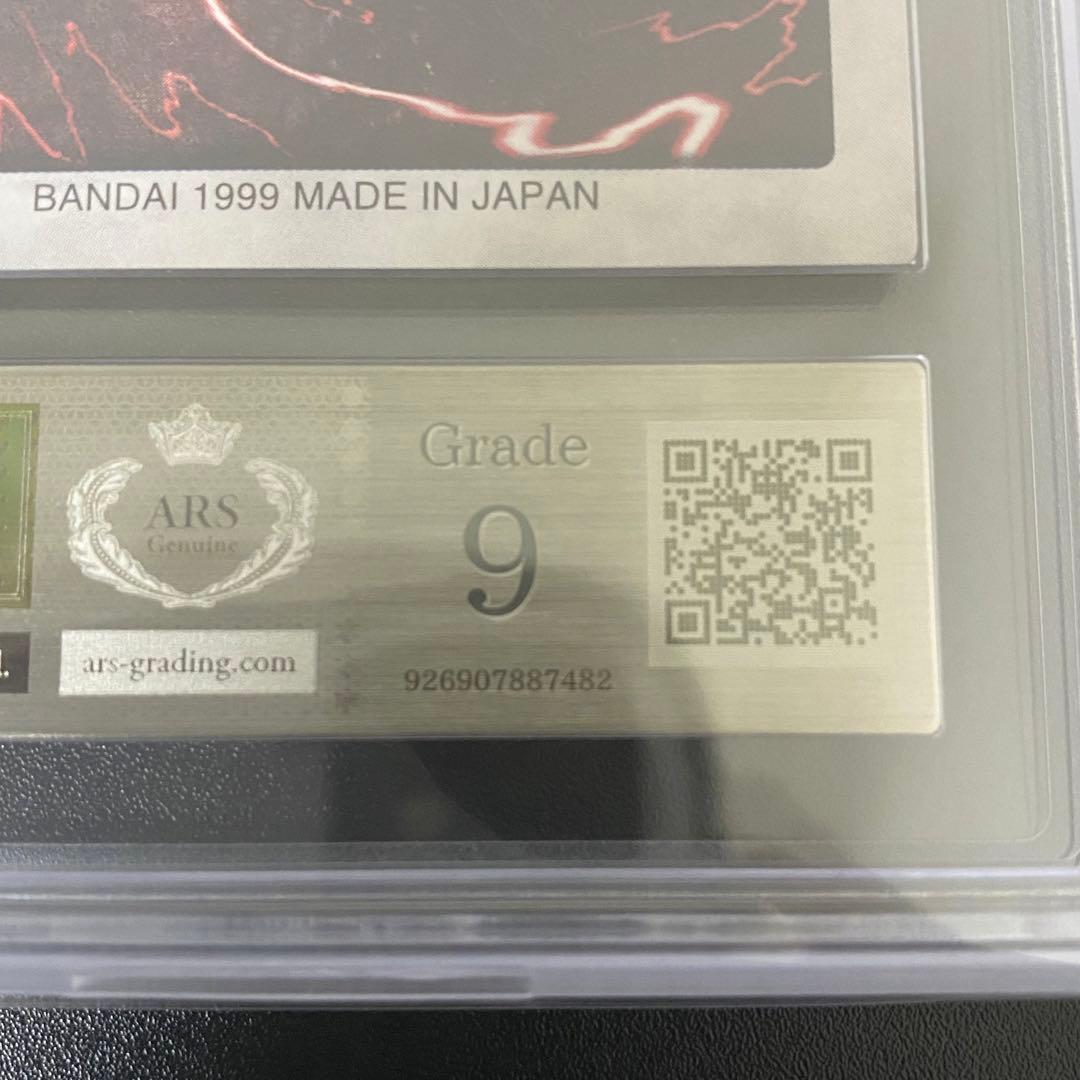 BANDAI 1999 MADE IN JAPAN
ARS
Genuine
ars-grading.com
Grade
9
926907887482